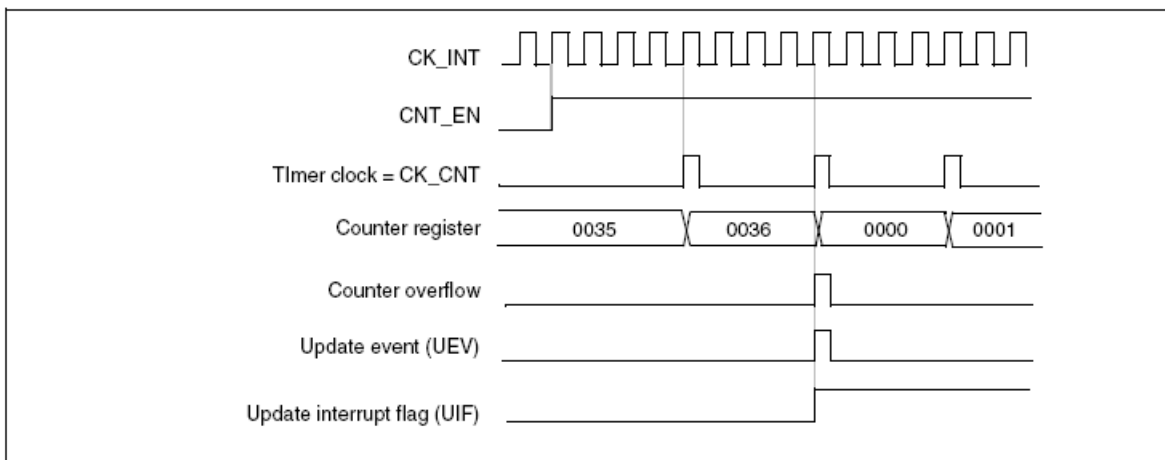 CK_INT
CNT_EN
TImer clock = CK_CNT
Counter register 0035 0036 0000 0001
Counter overflow
Update event (UEV)
Update interrupt flag (UIF)